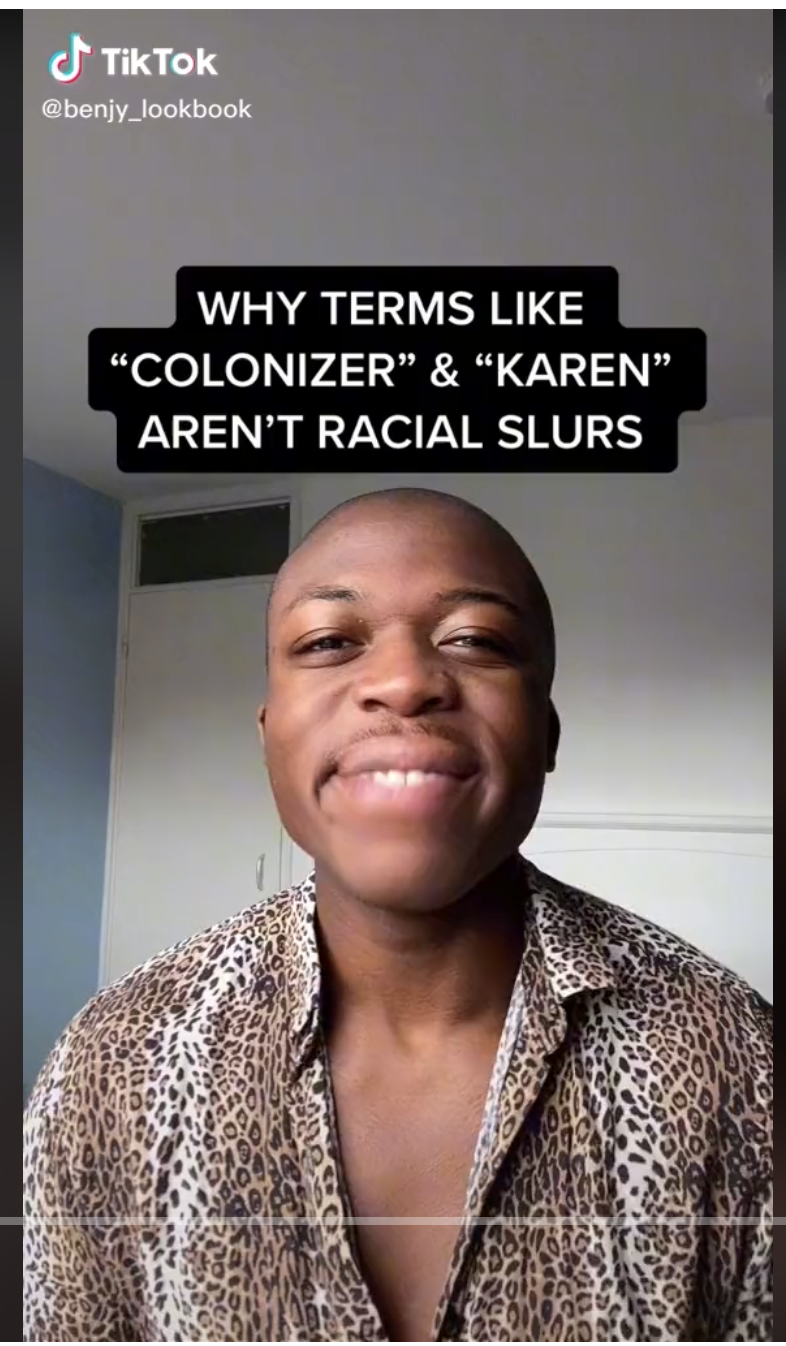 TikTok
@benjy_lookbook
WHY TERMS LIKE
“COLONIZER” & “KAREN”
AREN’T RACIAL SLURS